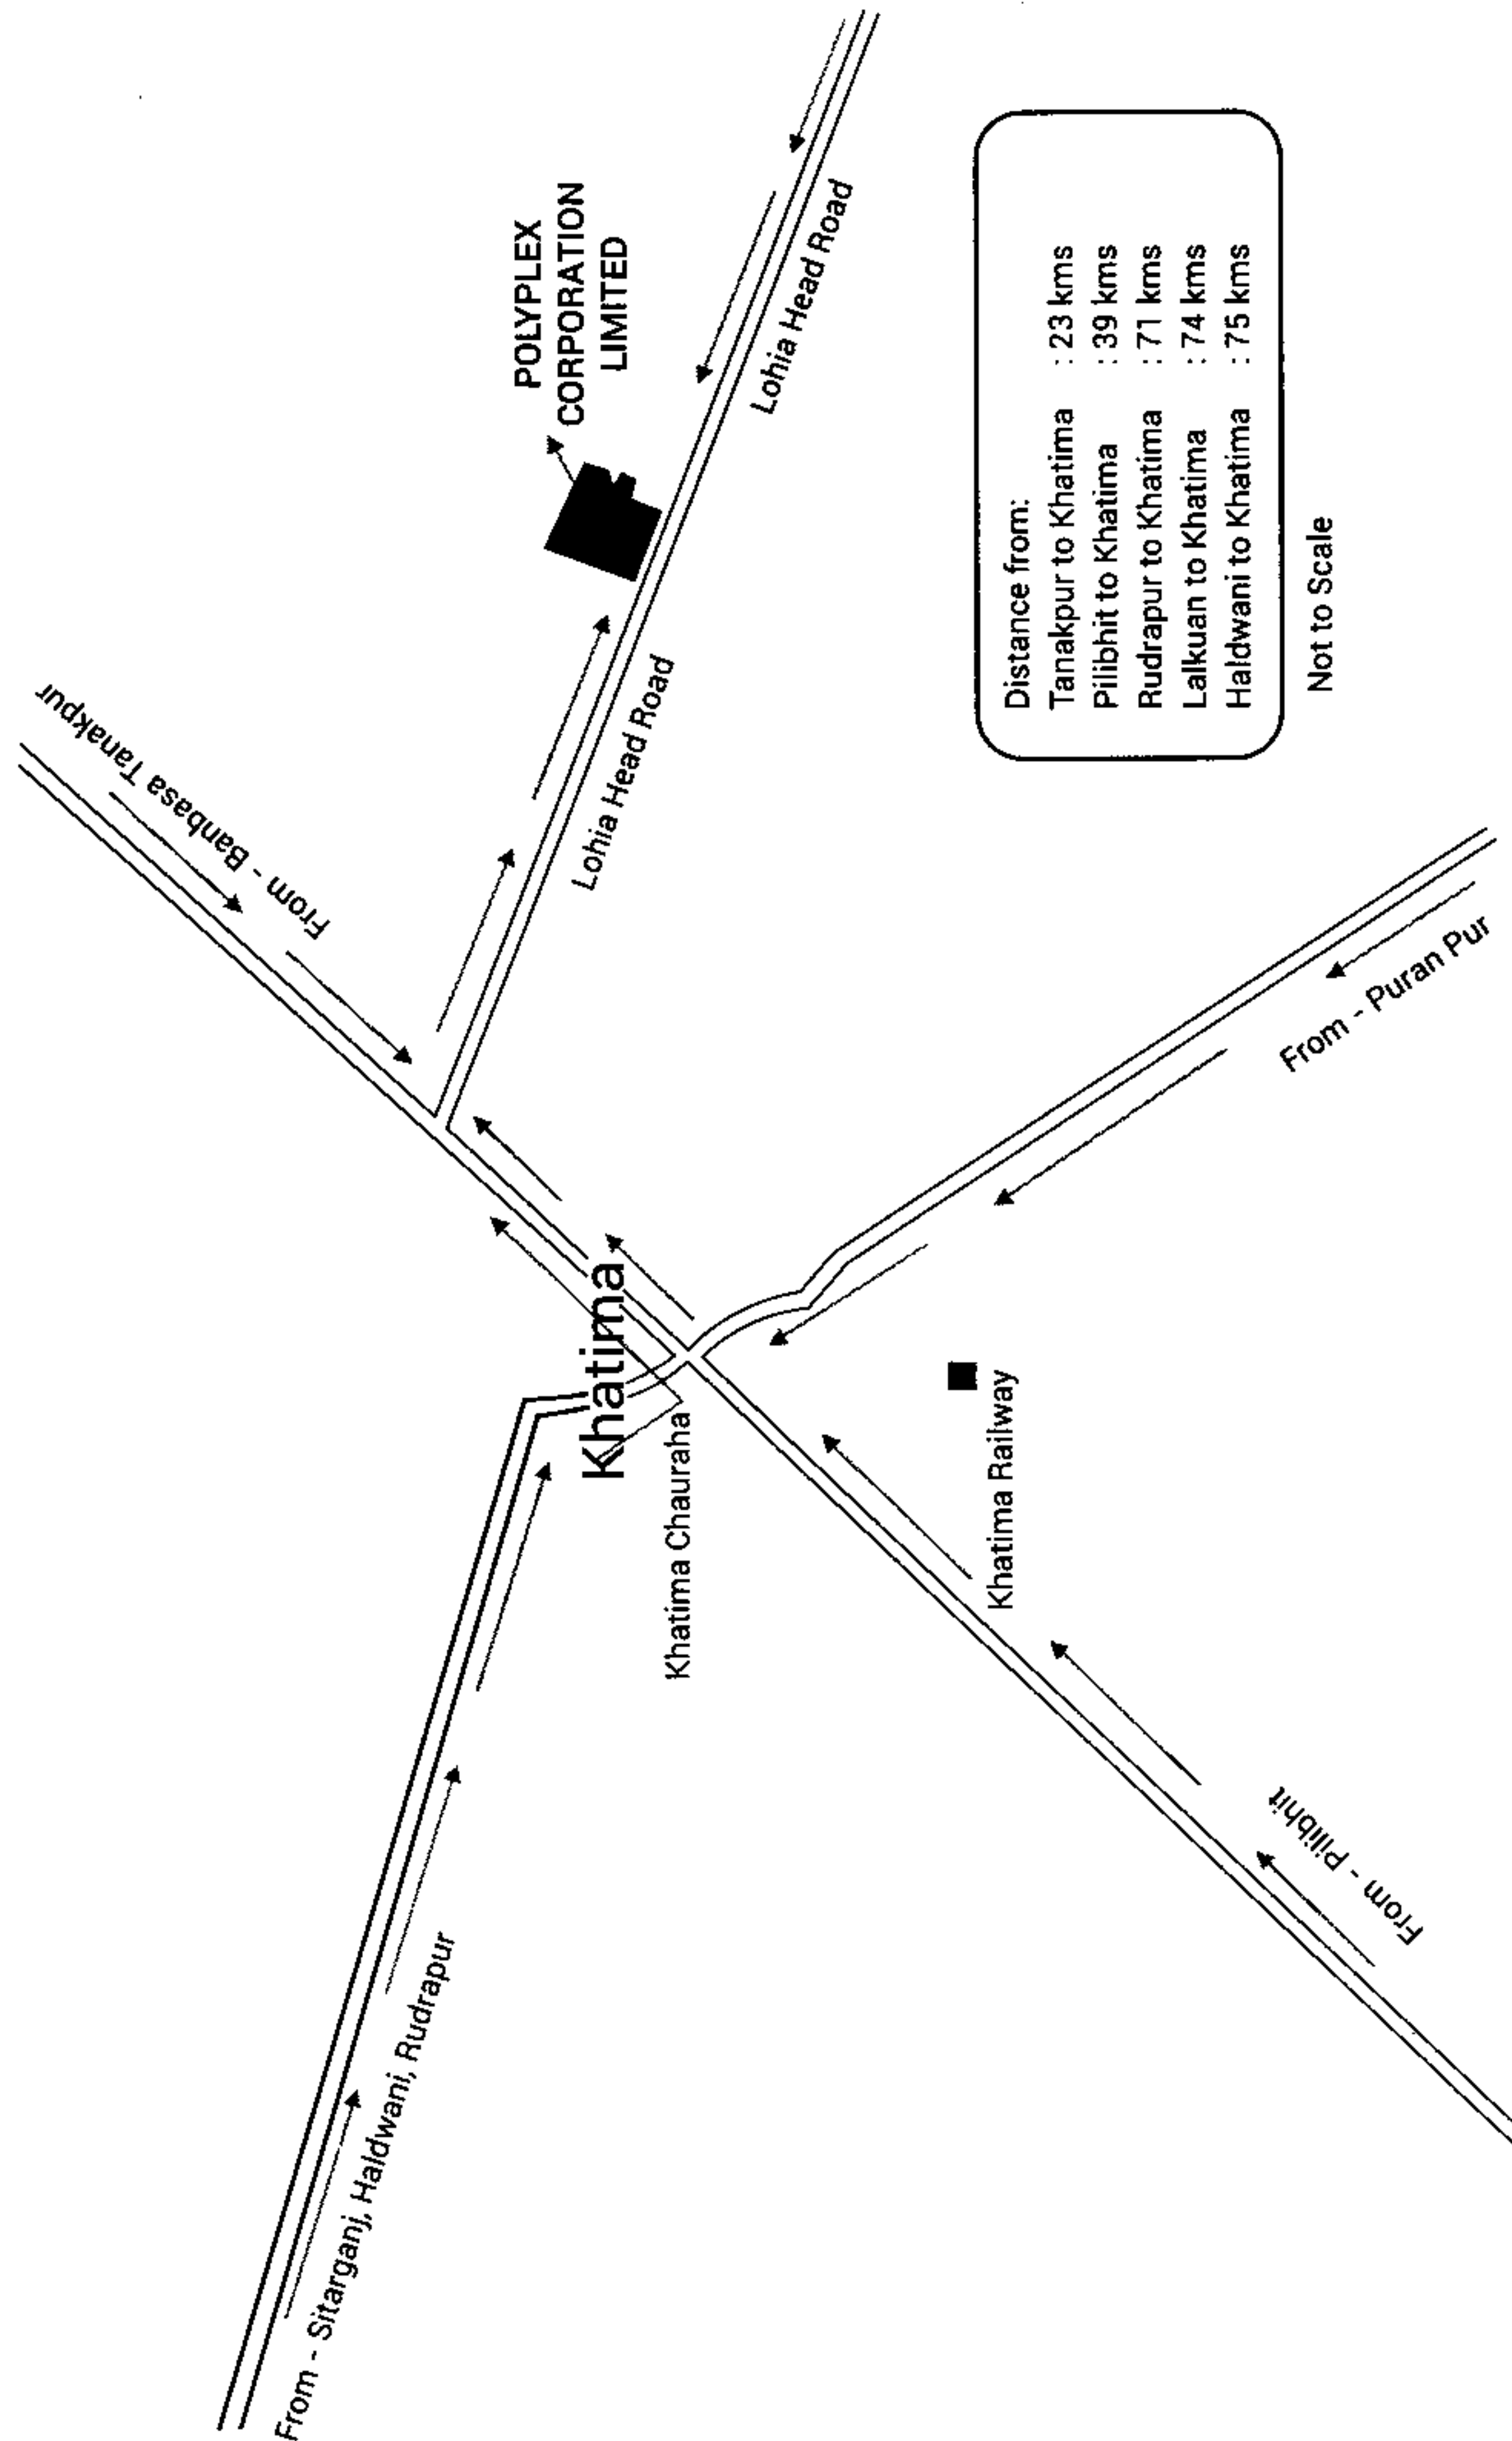 From - Banbasa Tanakpur
POLYPLEX
CORPORATION
LIMITED
Lohia Head Road
Lohia Head Road
From - Sitarganj, Haldwani, Rudrapur
Khatima
Khatima Chauraha
Khatima Railway
From - Puran Pur
From - Pilibhit
Distance from:
Tanakpur to Khatima : 23 kms
Pilibhit to Khatima : 39 kms
Rudrapur to Khatima : 71 kms
Lalkuan to Khatima : 74 kms
Haldwani to Khatima : 75 kms
Not to Scale